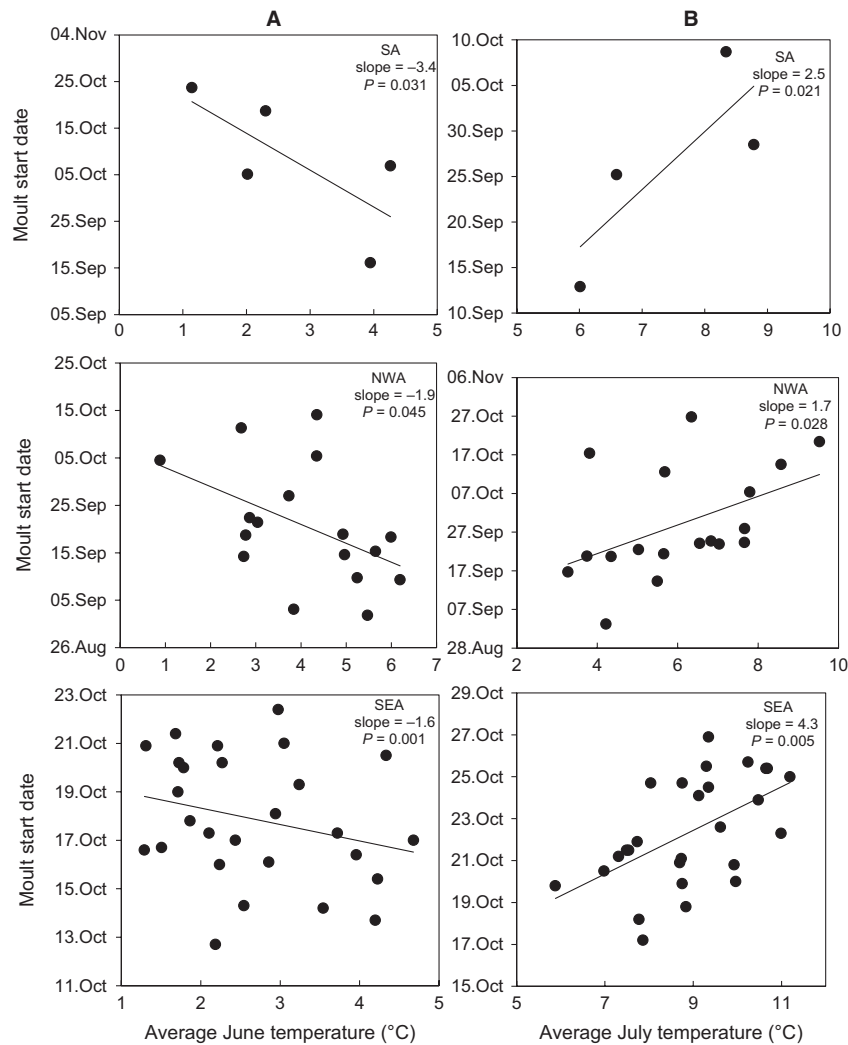 A
B
Moult start date
04.Nov
25.Oct
15.Oct
05.Oct
25.Sep
15.Sep
05.Sep
SA
slope = –3.4
P = 0.031
0 1 2 3 4 5
10.Oct
05.Oct
30.Sep
25.Sep
20.Sep
15.Sep
10.Sep
SA
slope = 2.5
P = 0.021
5 6 7 8 9 10
Moult start date
25.Oct
15.Oct
05.Oct
25.Sep
15.Sep
05.Sep
26.Aug
NWA
slope = –1.9
P = 0.045
0 1 2 3 4 5 6 7
06.Nov
27.Oct
17.Oct
07.Oct
27.Sep
17.Sep
07.Sep
28.Aug
NWA
slope = 1.7
P = 0.028
2 4 6 8 10
Moult start date
23.Oct
21.Oct
19.Oct
17.Oct
15.Oct
13.Oct
11.Oct
SEA
slope = –1.6
P = 0.001
1 2 3 4 5
Average June temperature (°C)
29.Oct
27.Oct
25.Oct
23.Oct
21.Oct
19.Oct
17.Oct
15.Oct
SEA
slope = 4.3
P = 0.005
5 7 9 11
Average July temperature (°C)